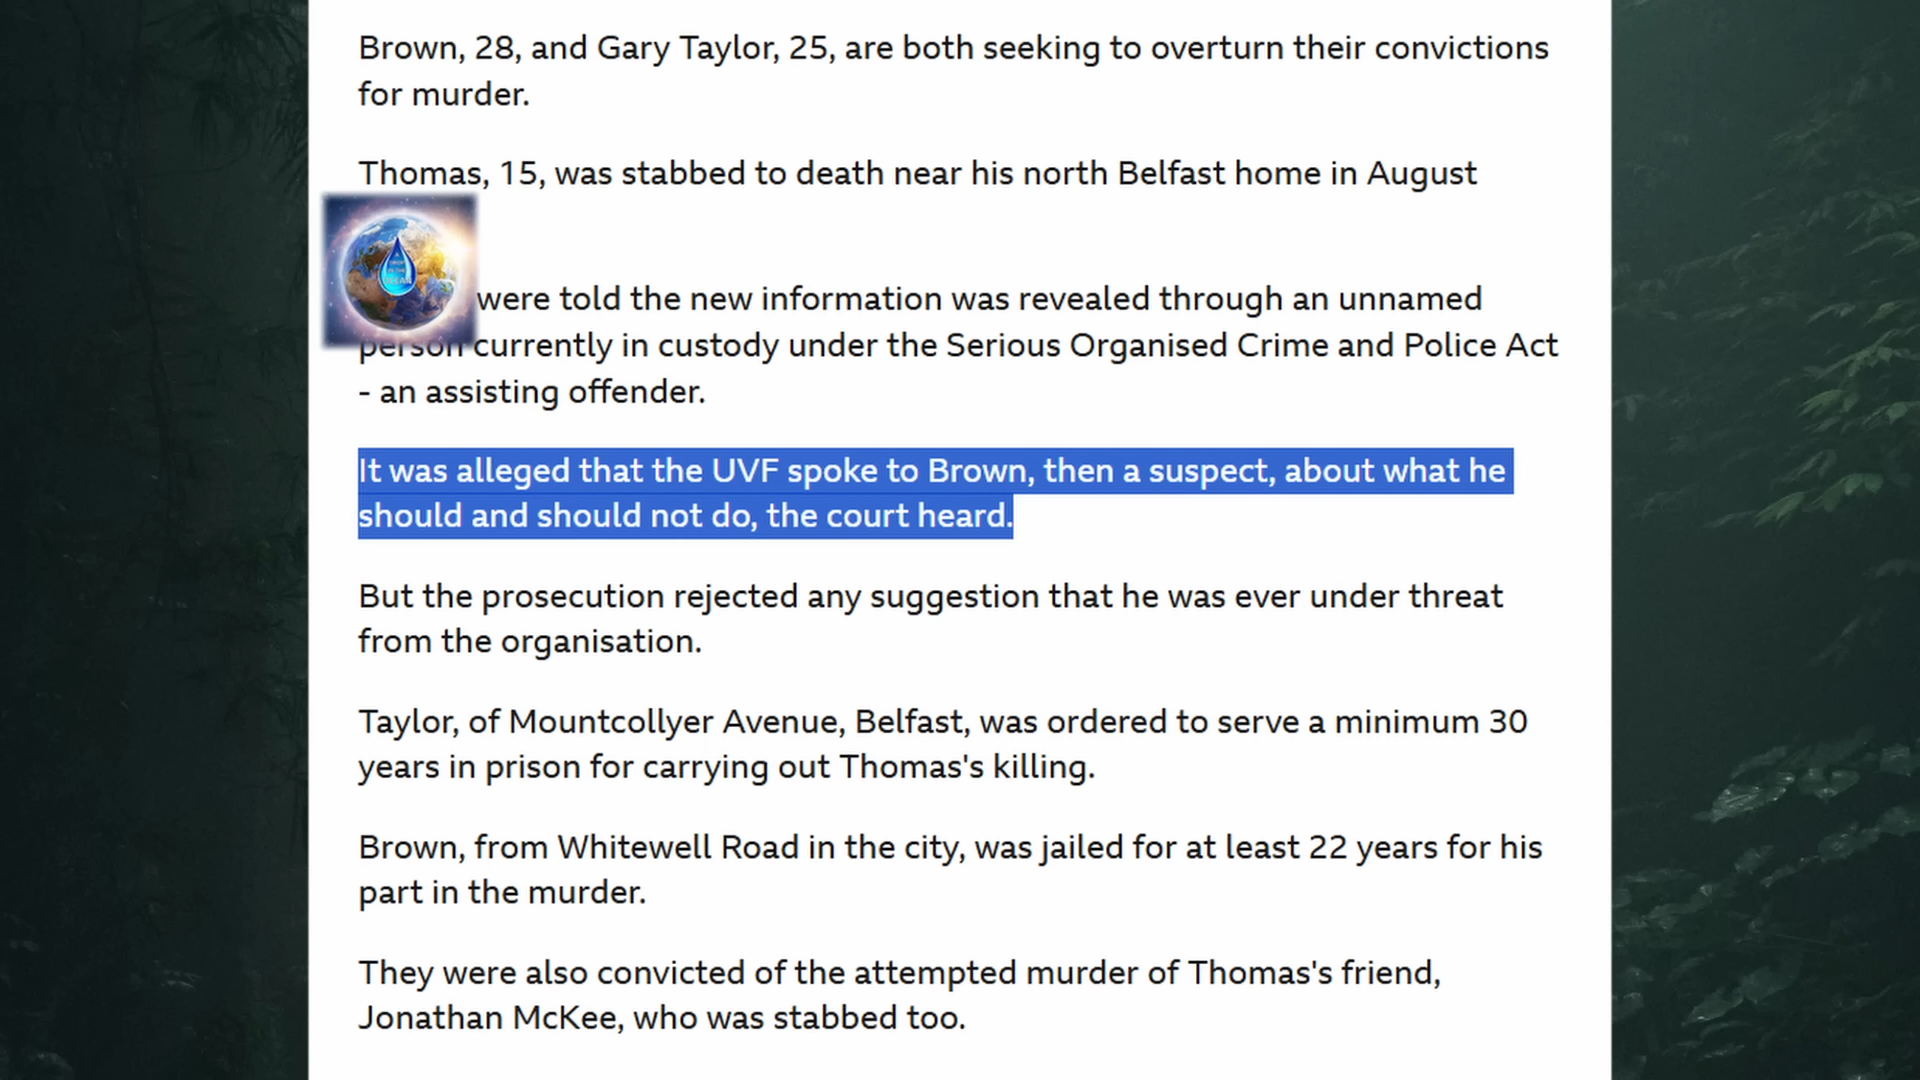 Brown, 28, and Gary Taylor, 25, are both seeking to overturn their convictions
for murder.
Thomas, 15, was stabbed to death near his north Belfast home in August
were told the new information was revealed through an unnamed
person currently in custody under the Serious Organised Crime and Police Act
- an assisting offender.
It was alleged that the UVF spoke to Brown, then a suspect, about what he
should and should not do, the court heard.
But the prosecution rejected any suggestion that he was ever under threat
from the organisation.
Taylor, of Mountcollyer Avenue, Belfast, was ordered to serve a minimum 30
years in prison for carrying out Thomas's killing.
Brown, from Whitewell Road in the city, was jailed for at least 22 years for his
part in the murder.
They were also convicted of the attempted murder of Thomas's friend,
Jonathan McKee, who was stabbed too.